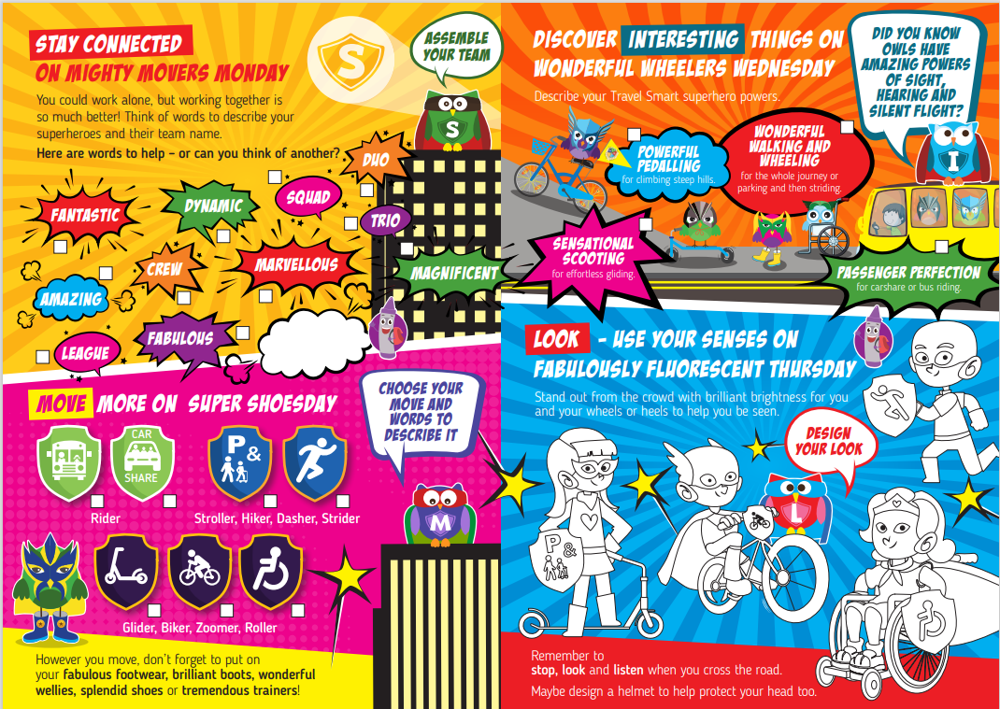 STAY CONNECTED
ON MIGHTY MOVERS MONDAY
You could work alone, but working together is
so much better! Think of words to describe your
superheroes and their team name.
Here are words to help – or can you think of another?
S
ASSEMBLE
YOUR TEAM
S
DUO
FANTASTIC
DYNAMIC
SQUAD
TRIO
CREW
MARVELLOUS
MAGNIFICENT
AMAZING
LEAGUE
FABULOUS
MOVE MORE ON SUPER SHOESDAY
CHOOSE YOUR
MOVE AND
WORDS TO
DESCRIBE IT
M
CAR
SHARE
P &
Rider
Stroller, Hiker, Dasher, Strider
Glider, Biker, Zoomer, Roller
However you move, don't forget to put on
your fabulous footwear, brilliant boots, wonderful
wellies, splendid shoes or tremendous trainers!
DISCOVER INTERESTING THINGS ON
WONDERFUL WHEELERS WEDNESDAY
Describe your Travel Smart superhero powers.
DID YOU KNOW
OWLS HAVE
AMAZING POWERS
OF SIGHT,
HEARING AND
SILENT FLIGHT?
I
POWERFUL
PEDALLING
for climbing steep hills.
WONDERFUL
WALKING AND
WHEELING
for the whole journey or
parking and then striding.
SENSATIONAL
SCOOTING
for effortless gliding.
PASSENGER PERFECTION
for carshare or bus riding.
LOOK – USE YOUR SENSES ON
FABULOUSLY FLUORESCENT THURSDAY
Stand out from the crowd with brilliant brightness for you
and your wheels or heels to help you be seen.
DESIGN
YOUR LOOK
L
P &
Remember to
stop, look and listen when you cross the road.
Maybe design a helmet to help protect your head too.